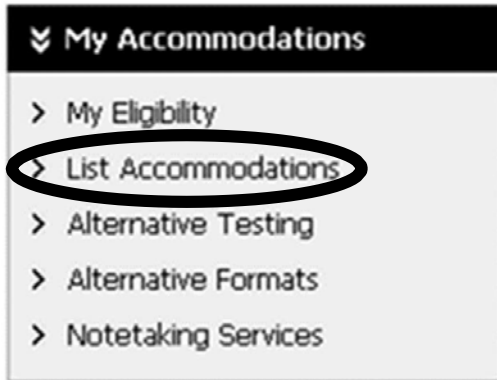 My Accommodations
My Eligibility
List Accommodations
Alternative Testing
Alternative Formats
Notetaking Services